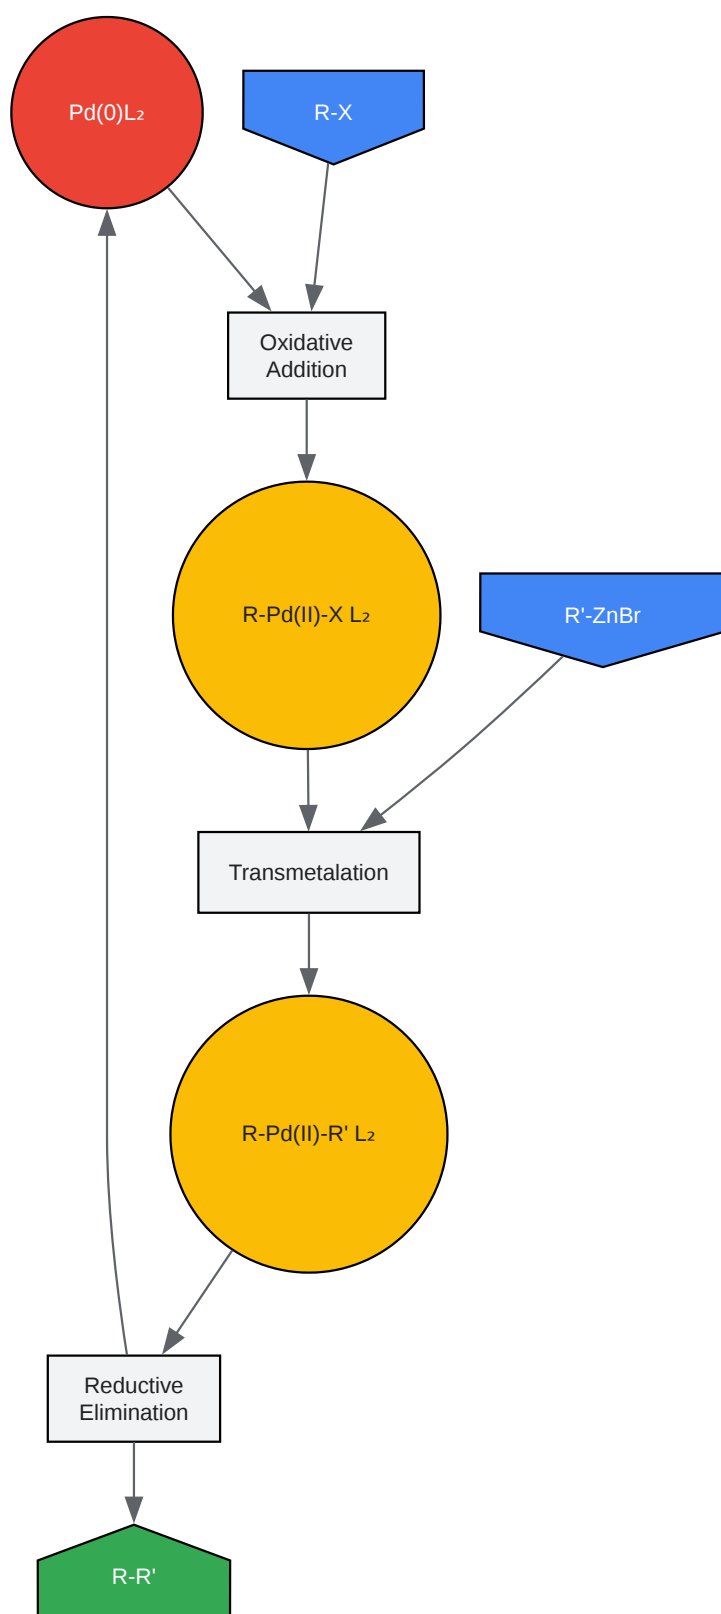 Pd(0)L₂
R-X
Oxidative
Addition
R-Pd(II)-X L₂
R'-ZnBr
Transmetalation
R-Pd(II)-R' L₂
Reductive
Elimination
R-R'